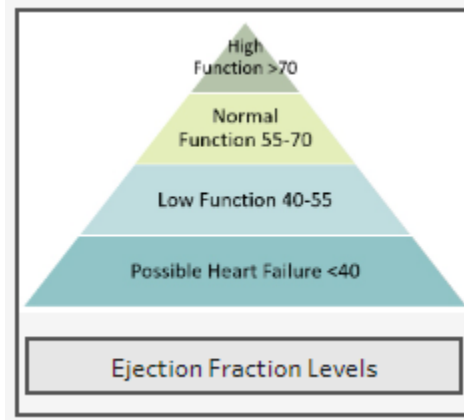 High
Function >70
Normal
Function 55-70
Low Function 40-55
Possible Heart Failure <40
Ejection Fraction Levels